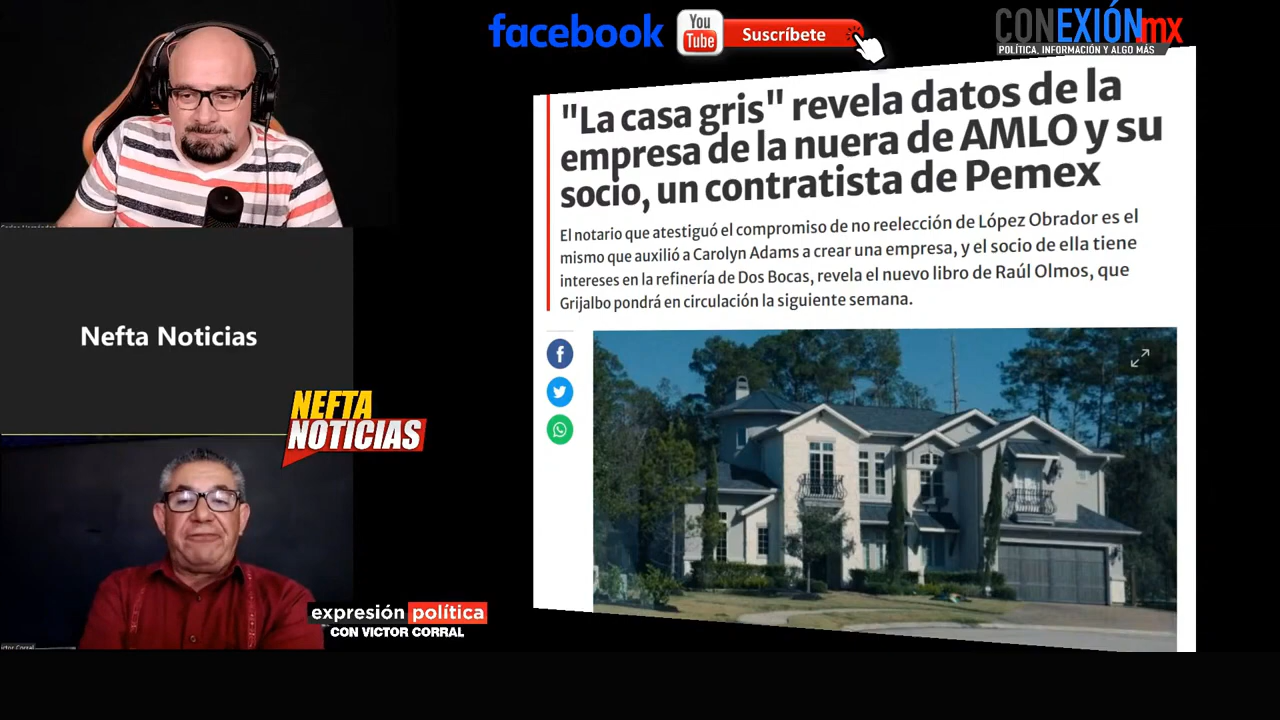 facebook
You
Tube
Suscríbete
CONEXIÓN.mx
POLÍTICA, INFORMACIÓN Y ALGO MÁS
"La casa gris" revela datos de la
empresa de la nuera de AMLO y su
socio, un contratista de Pemex
El notario que atestiguó el compromiso de no reelección de López Obrador es el
mismo que auxilió a Carolyn Adams a crear una empresa, y el socio de ella tiene
intereses en la refinería de Dos Bocas, revela el nuevo libro de Raúl Olmos, que
Grijalbo pondrá en circulación la siguiente semana.
Nefta Noticias
NEFTA
NOTICIAS
expresión política
CON VICTOR CORRAL